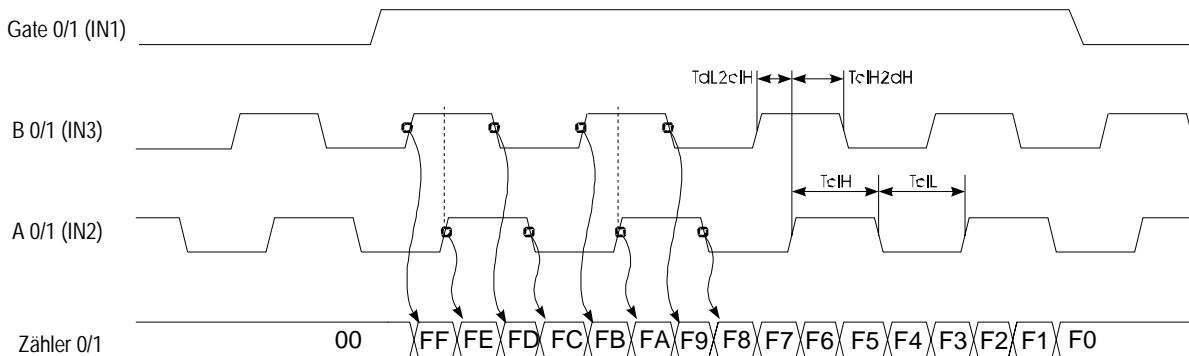 Gate 0/1 (IN1)
TdL2clH TclH2dH
B 0/1 (IN3)
TclH TclL
A 0/1 (IN2)
Zähler 0/1 00 FF FE FD FC FB FA F9 F8 F7 F6 F5 F4 F3 F2 F1 F0